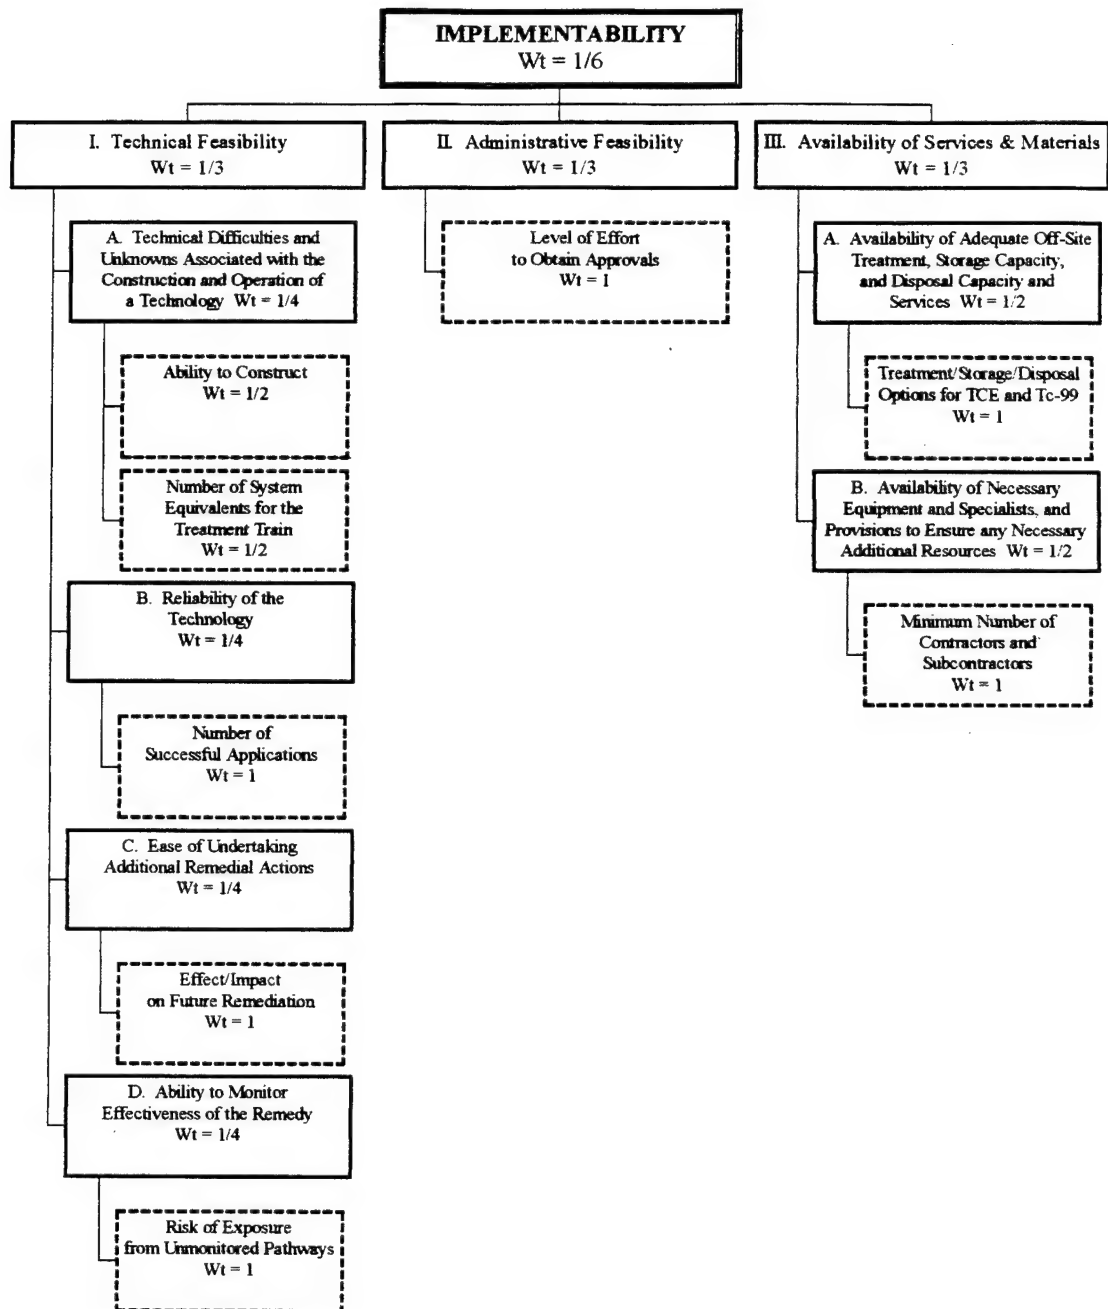 IMPLEMENTABILITY
Wt = 1/6
I. Technical Feasibility
Wt = 1/3
A. Technical Difficulties and
Unknowns Associated with the
Construction and Operation of
a Technology Wt = 1/4
Ability to Construct
Wt = 1/2
Number of System
Equivalents for the
Treatment Train
Wt = 1/2
B. Reliability of the
Technology
Wt = 1/4
Number of
Successful Applications
Wt = 1
C. Ease of Undertaking
Additional Remedial Actions
Wt = 1/4
Effect/Impact
on Future Remediation
Wt = 1
D. Ability to Monitor
Effectiveness of the Remedy
Wt = 1/4
Risk of Exposure
from Unmonitored Pathways
Wt = 1
II. Administrative Feasibility
Wt = 1/3
Level of Effort
to Obtain Approvals
Wt = 1
III. Availability of Services & Materials
Wt = 1/3
A. Availability of Adequate Off-Site
Treatment, Storage Capacity,
and Disposal Capacity and
Services Wt = 1/2
Treatment/Storage/Disposal
Options for TCE and Tc-99
Wt = 1
B. Availability of Necessary
Equipment and Specialists, and
Provisions to Ensure any Necessary
Additional Resources Wt = 1/2
Minimum Number of
Contractors and
Subcontractors
Wt = 1